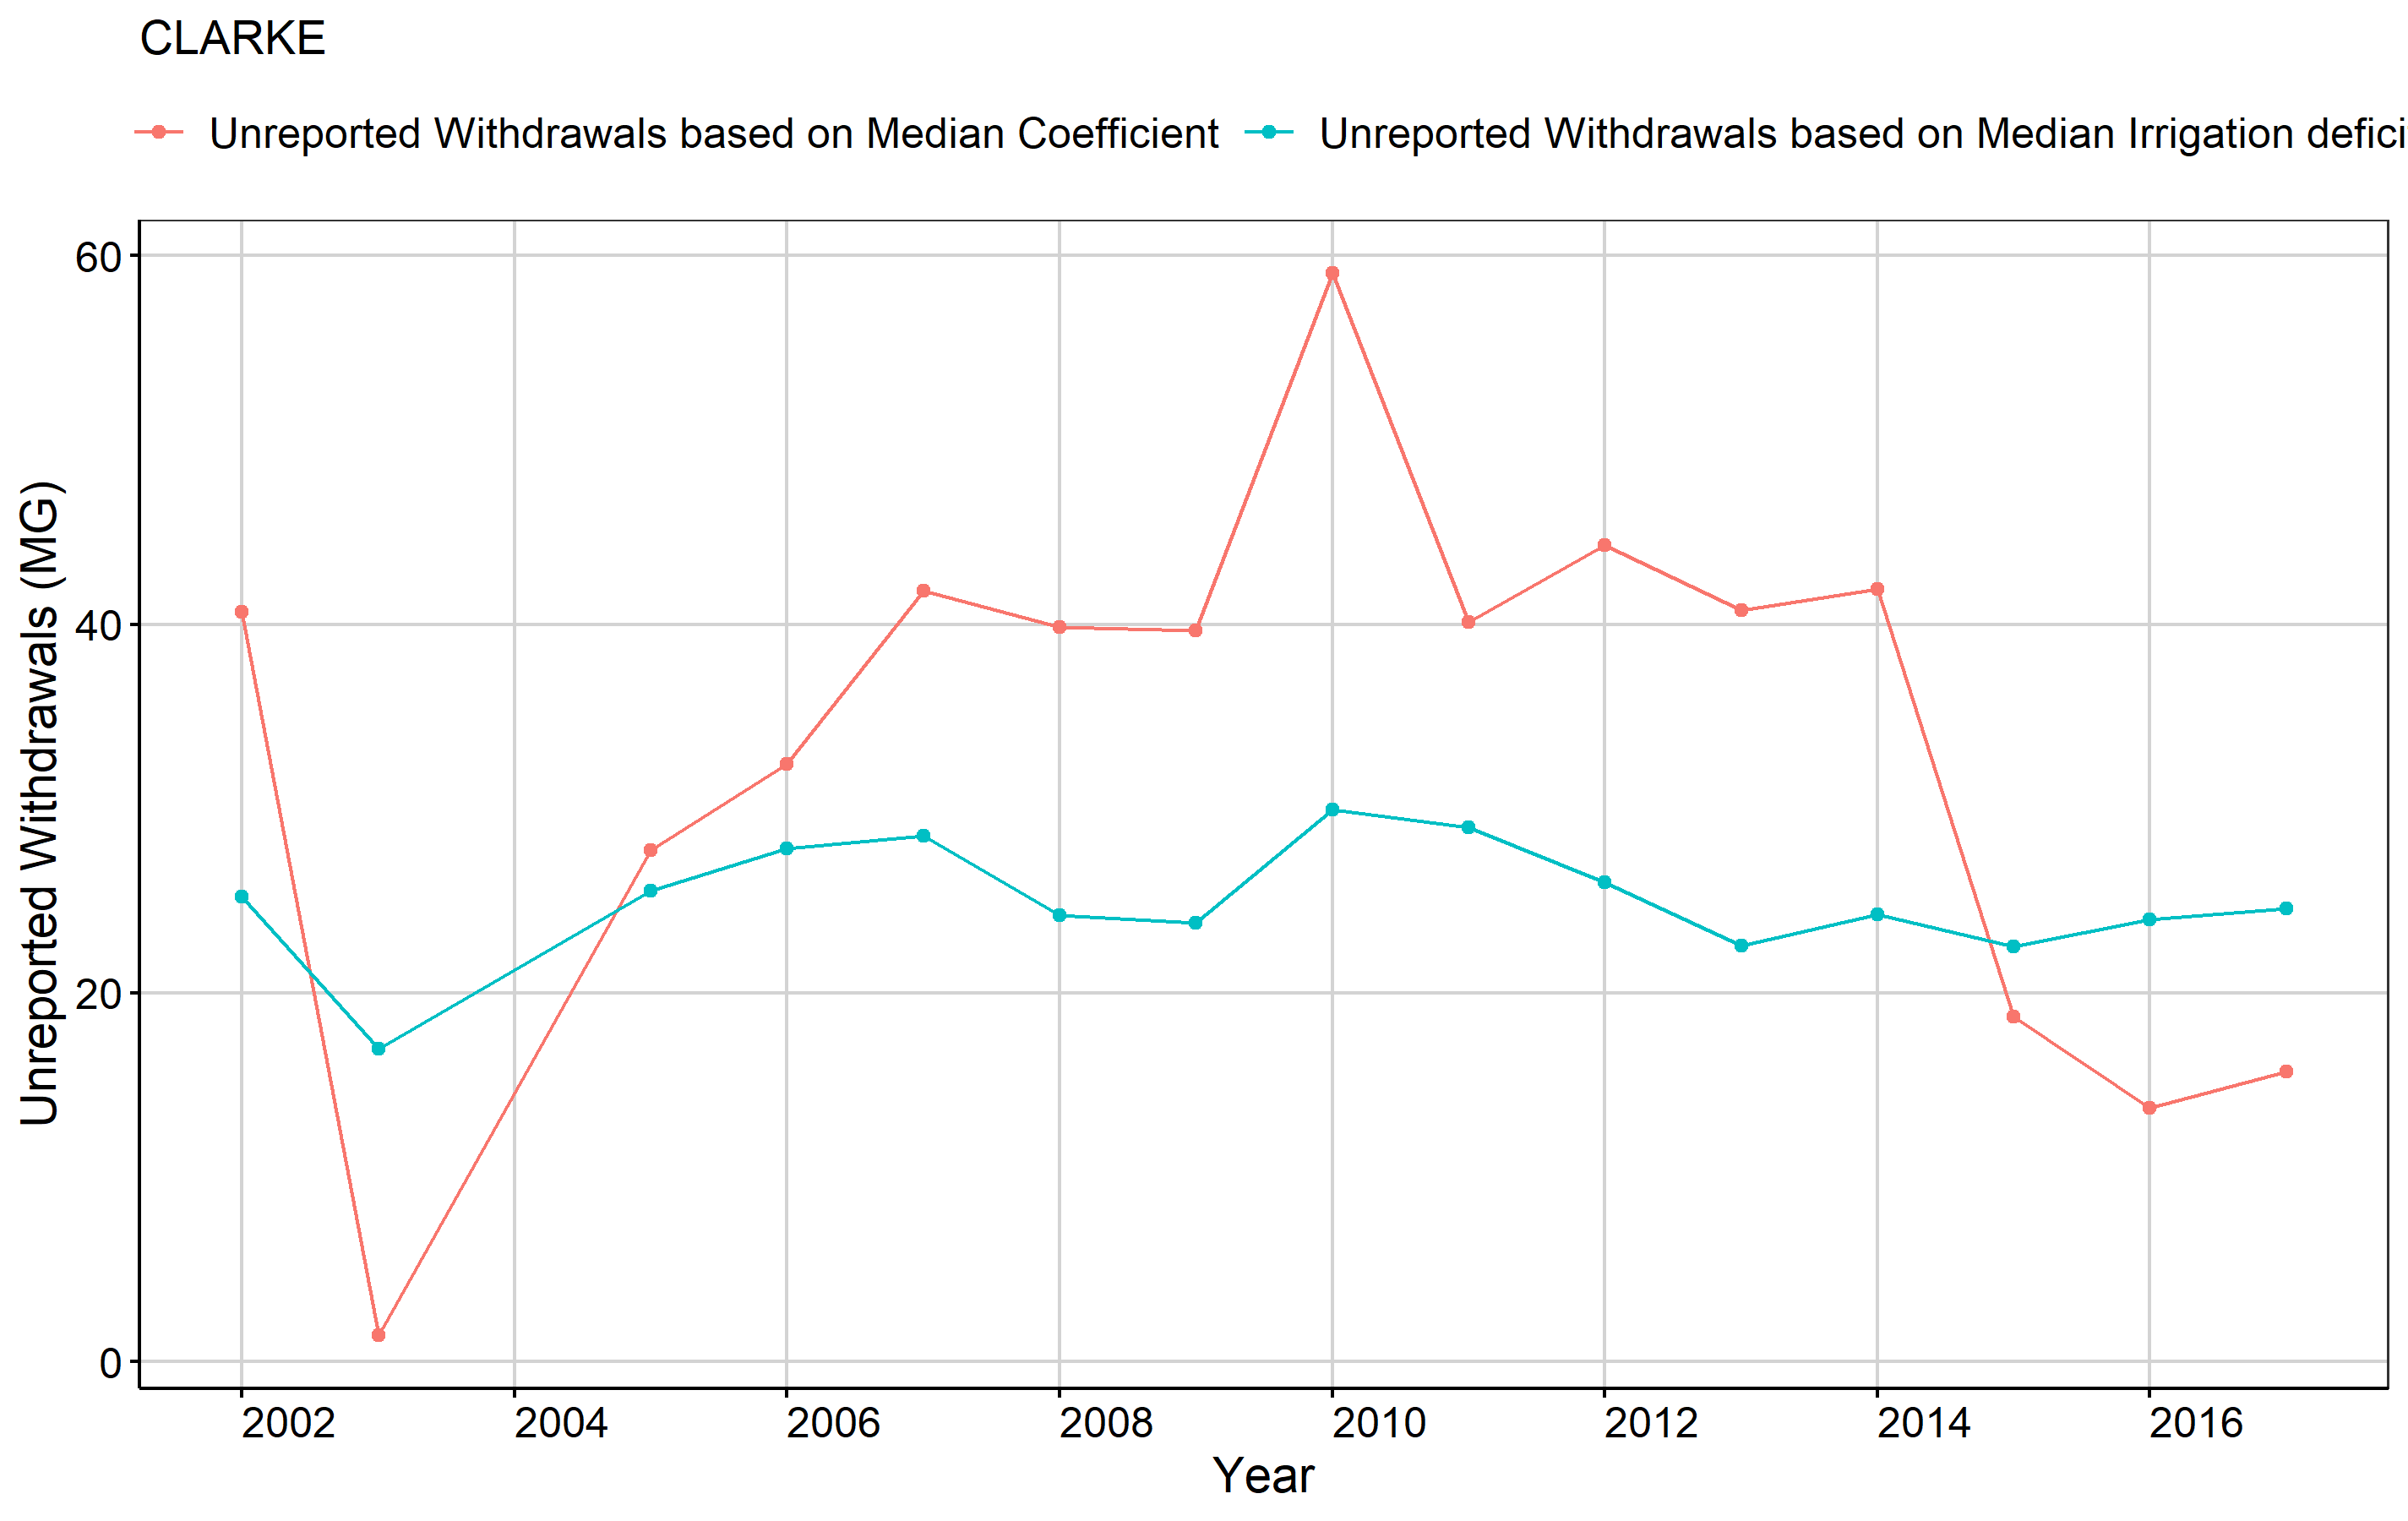 CLARKE
Unreported Withdrawals based on Median Coefficient Unreported Withdrawals based on Median Irrigation defici
60
40
20
0
Unreported Withdrawals (MG)
2002 2004 2006 2008 2010 2012 2014 2016
Year